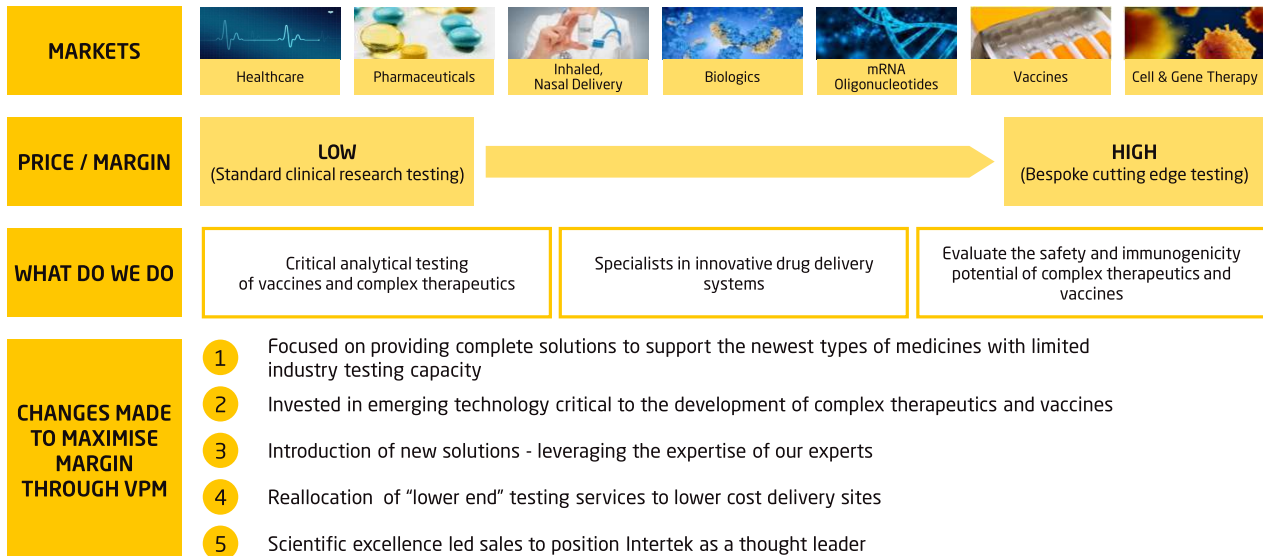 MARKETS
Healthcare
Pharmaceuticals
Inhaled,
Nasal Delivery
Biologics
mRNA
Oligonucleotides
Vaccines
Cell & Gene Therapy
PRICE / MARGIN
LOW
(Standard clinical research testing)
HIGH
(Bespoke cutting edge testing)
WHAT DO WE DO
Critical analytical testing
of vaccines and complex therapeutics
Specialists in innovative drug delivery
systems
Evaluate the safety and immunogenicity
potential of complex therapeutics and
vaccines
CHANGES MADE
TO MAXIMISE
MARGIN
THROUGH VPM
1 Focused on providing complete solutions to support the newest types of medicines with limited
industry testing capacity
2 Invested in emerging technology critical to the development of complex therapeutics and vaccines
3 Introduction of new solutions - leveraging the expertise of our experts
4 Reallocation of “lower end” testing services to lower cost delivery sites
5 Scientific excellence led sales to position Intertek as a thought leader